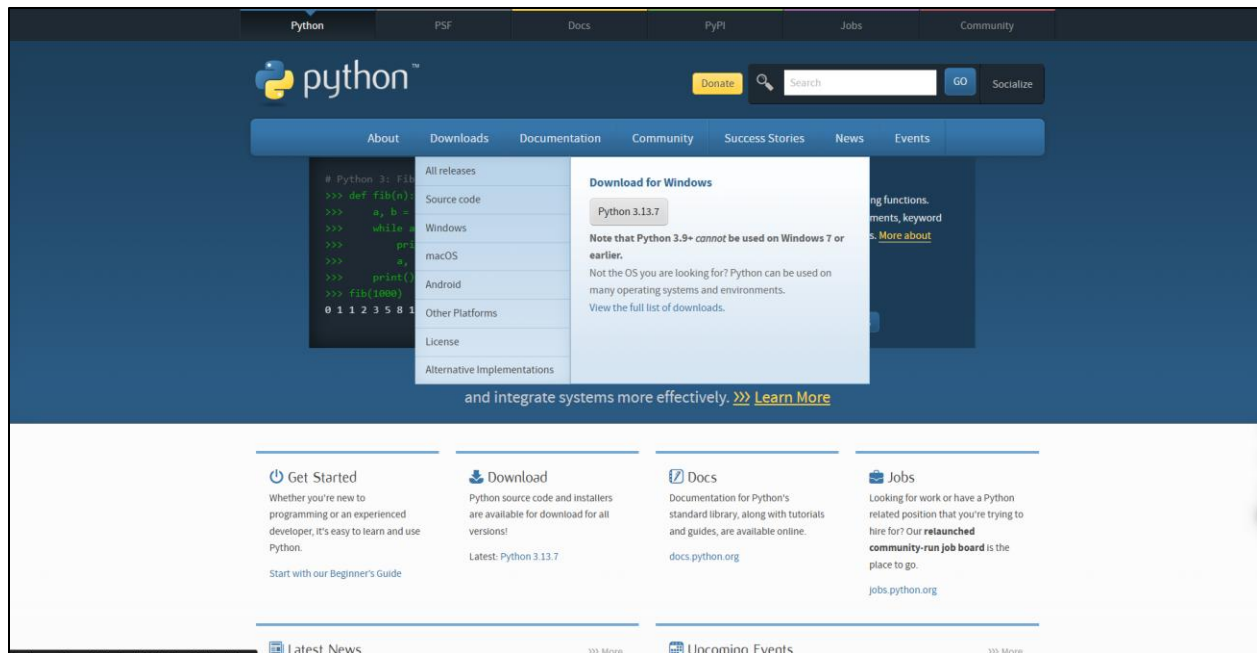 Python PSF Docs PyPI Jobs Community
python™
Donate Search GO Socialize
About Downloads Documentation Community Success Stories News Events
# Python 3: Fib
>>> def fib(n):
>>> a, b =
>>> while a
>>> pri
>>> a,
>>> print()
>>> fib(1000)
0 1 1 2 3 5 8 1
All releases
Source code
Windows
macOS
Android
Other Platforms
License
Alternative Implementations
Download for Windows
Python 3.13.7
Note that Python 3.9+ cannot be used on Windows 7 or
earlier.
Not the OS you are looking for? Python can be used on
many operating systems and environments.
View the full list of downloads.
ng functions.
ments, keyword
s. More about
and integrate systems more effectively. >>> Learn More
Get Started
Whether you're new to
programming or an experienced
developer, it's easy to learn and use
Python.
Start with our Beginner's Guide
Download
Python source code and installers
are available for download for all
versions!
Latest: Python 3.13.7
Docs
Documentation for Python's
standard library, along with tutorials
and guides, are available online.
docs.python.org
Jobs
Looking for work or have a Python
related position that you're trying to
hire for? Our relaunched
community-run job board is the
place to go.
jobs.python.org
Latest News >>> More
Upcoming Events >>> More